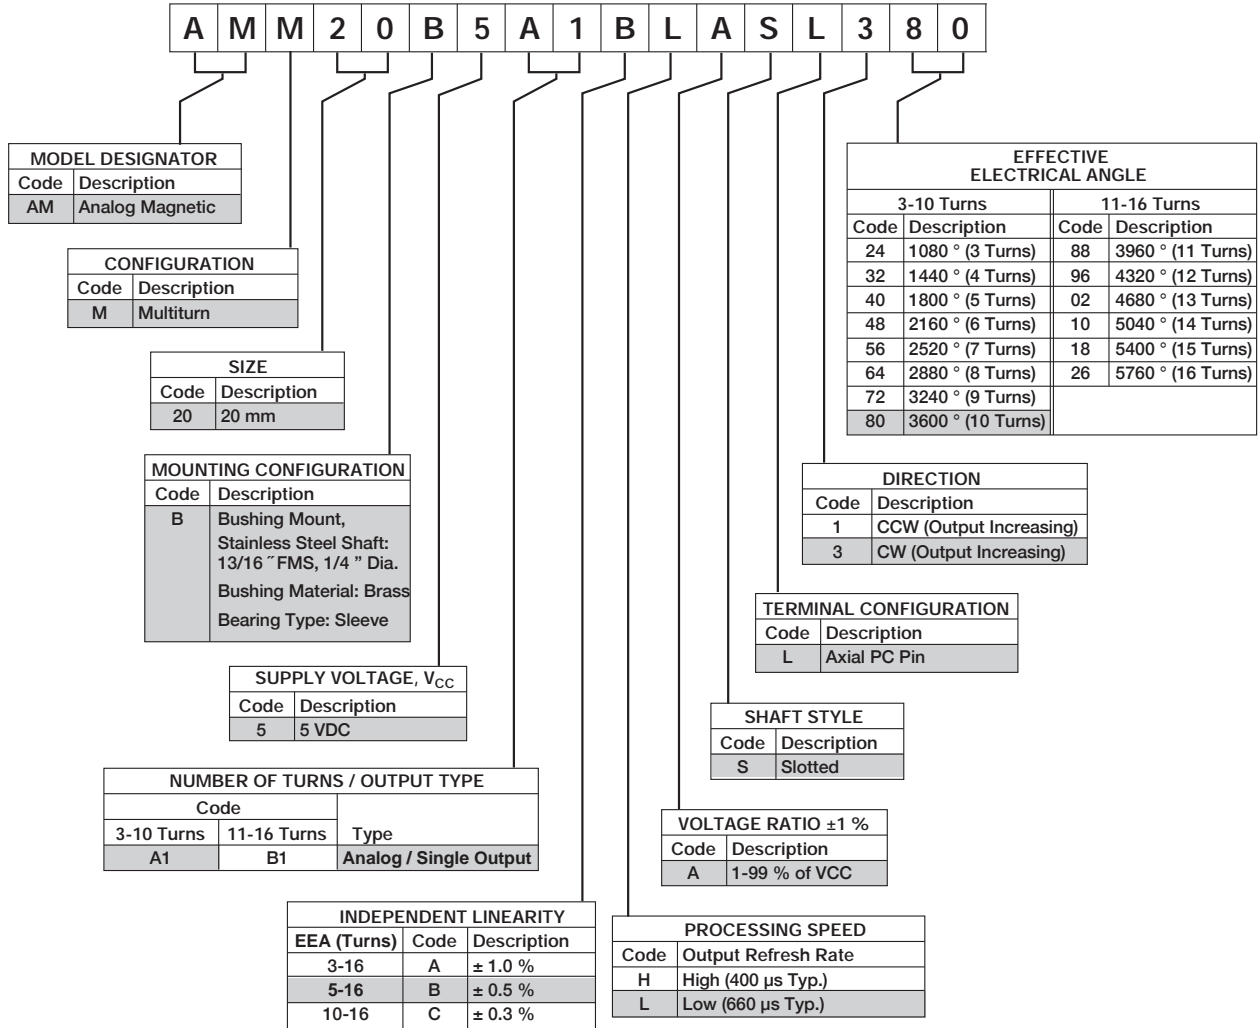 A M M 2 0 B 5 A 1 B L A S L 3 8 0
MODEL DESIGNATOR
Code Description
AM Analog Magnetic
CONFIGURATION
Code Description
M Multiturn
SIZE
Code Description
20 20 mm
MOUNTING CONFIGURATION
Code Description
B Bushing Mount,
Stainless Steel Shaft:
13/16 ˝ FMS, 1/4 ” Dia.
Bushing Material: Brass
Bearing Type: Sleeve
SUPPLY VOLTAGE, VCC
Code Description
5 5 VDC
NUMBER OF TURNS / OUTPUT TYPE
Code
3-10 Turns 11-16 Turns Type
A1 B1 Analog / Single Output
INDEPENDENT LINEARITY
EEA (Turns) Code Description
3-16 A ± 1.0 %
5-16 B ± 0.5 %
10-16 C ± 0.3 %
PROCESSING SPEED
Code Output Refresh Rate
H High (400 µs Typ.)
L Low (660 µs Typ.)
VOLTAGE RATIO ±1 %
Code Description
A 1-99 % of VCC
SHAFT STYLE
Code Description
S Slotted
TERMINAL CONFIGURATION
Code Description
L Axial PC Pin
DIRECTION
Code Description
1 CCW (Output Increasing)
3 CW (Output Increasing)
EFFECTIVE
ELECTRICAL ANGLE
3-10 Turns 11-16 Turns
Code Description Code Description
24 1080 ° (3 Turns) 88 3960 ° (11 Turns)
32 1440 ° (4 Turns) 96 4320 ° (12 Turns)
40 1800 ° (5 Turns) 02 4680 ° (13 Turns)
48 2160 ° (6 Turns) 10 5040 ° (14 Turns)
56 2520 ° (7 Turns) 18 5400 ° (15 Turns)
64 2880 ° (8 Turns) 26 5760 ° (16 Turns)
72 3240 ° (9 Turns)
80 3600 ° (10 Turns)